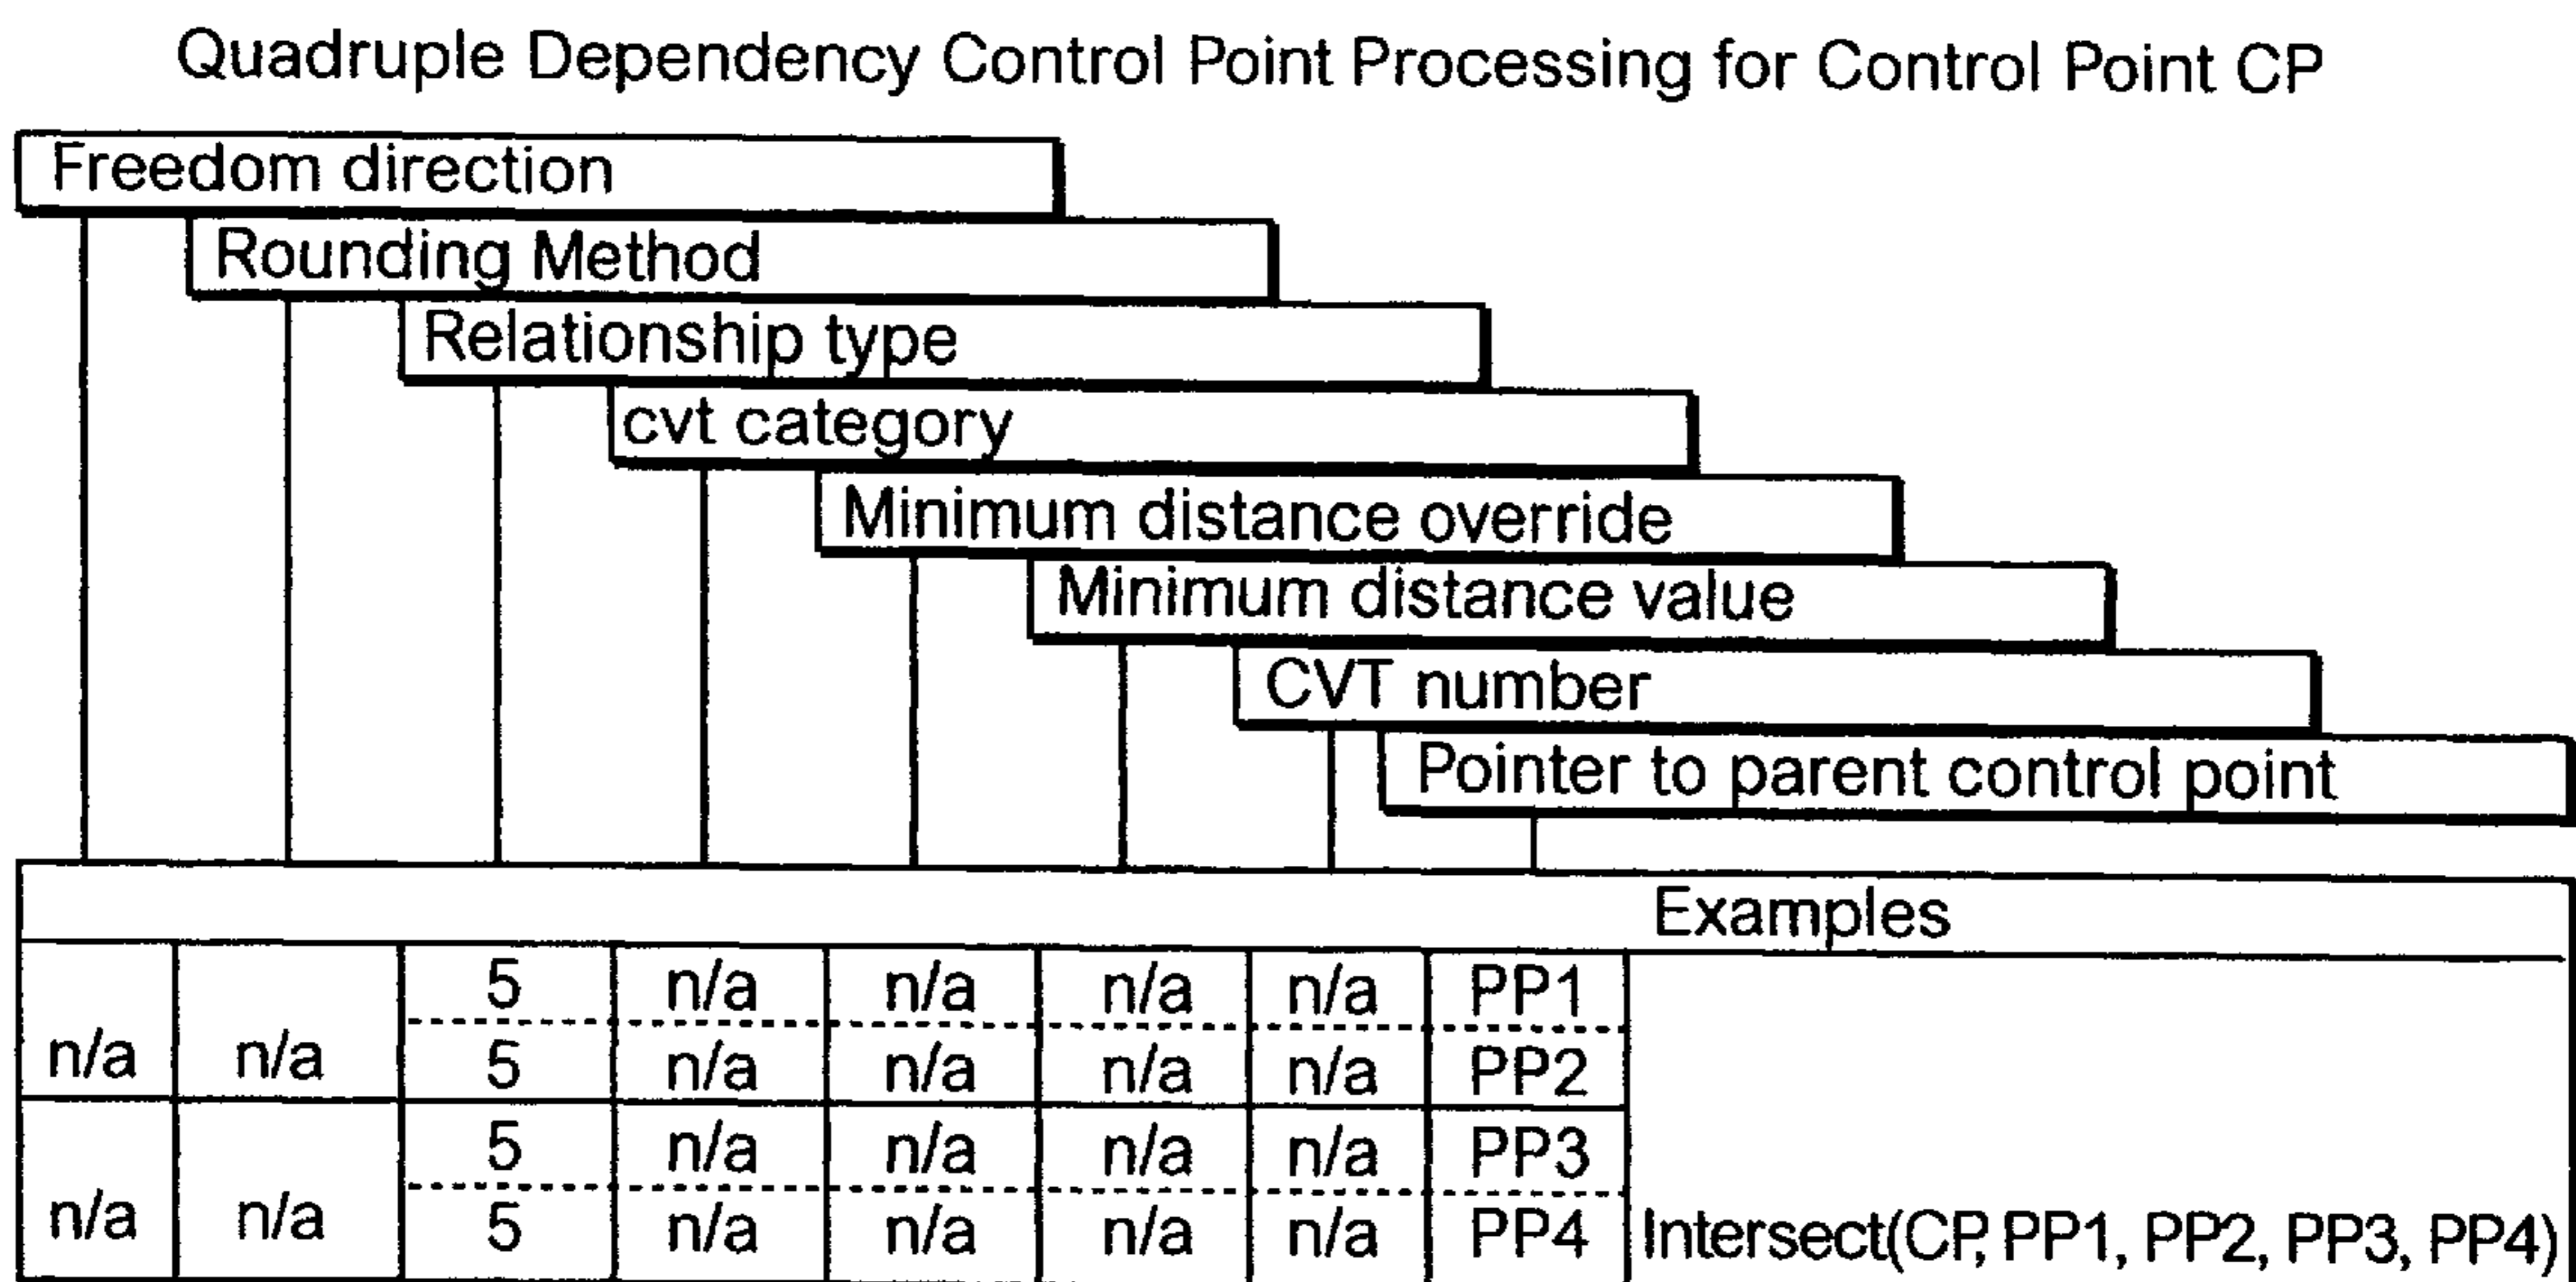 Quadruple Dependency Control Point Processing for Control Point CP
Freedom direction
Rounding Method
Relationship type
cvt category
Minimum distance override
Minimum distance value
CVT number
Pointer to parent control point
Examples
5 n/a n/a n/a n/a PP1
n/a n/a 5 n/a n/a n/a n/a PP2
5 n/a n/a n/a n/a PP3
n/a n/a 5 n/a n/a n/a n/a PP4 Intersect(CP, PP1, PP2, PP3, PP4)